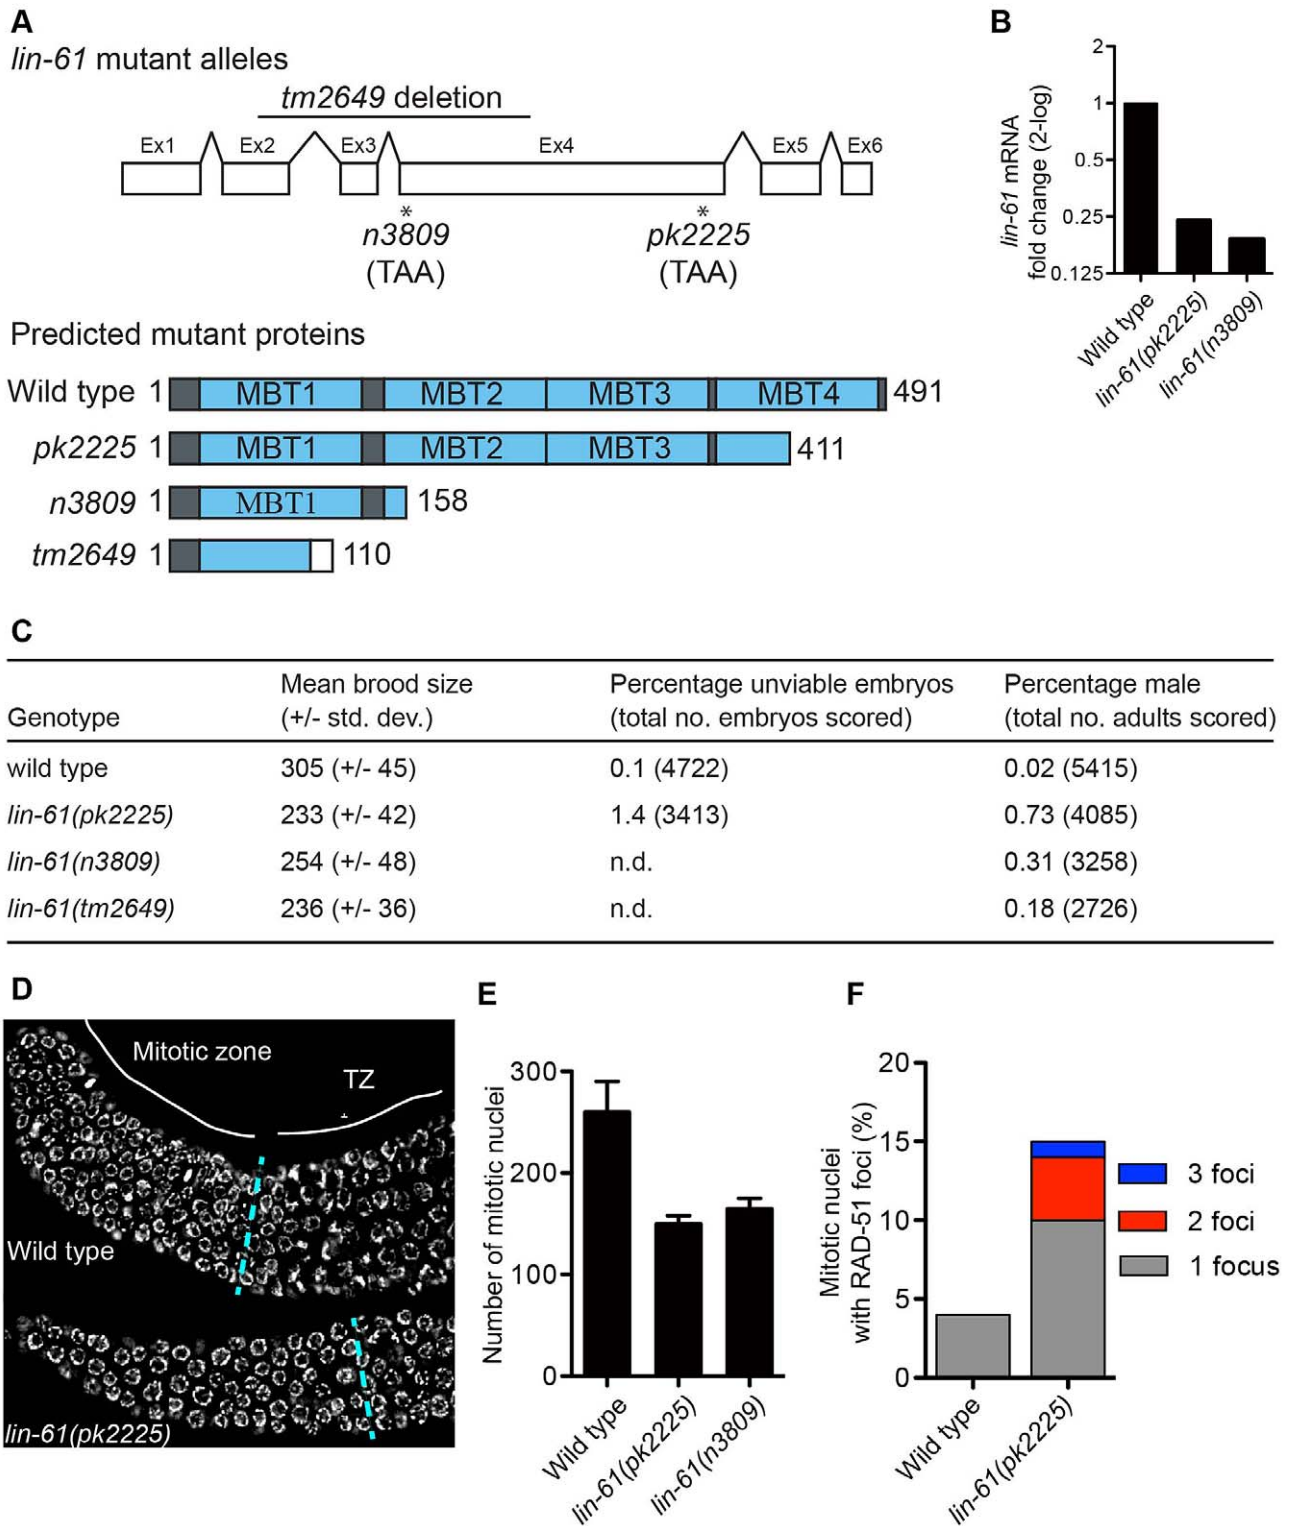 A
lin-61 mutant alleles
tm2649 deletion
Ex1 Ex2 Ex3 Ex4 Ex5 Ex6
* *
n3809 pk2225
(TAA) (TAA)
Predicted mutant proteins
Wild type 1 MBT1 MBT2 MBT3 MBT4 491
pk2225 1 MBT1 MBT2 MBT3 411
n3809 1 MBT1 158
tm2649 1 110
B
lin-61 mRNA
fold change (2-log)
2
1
0.5
0.25
0.125
Wild type
lin-61(pk2225)
lin-61(n3809)
C
Genotype
Mean brood size
(+/- std. dev.)
Percentage unviable embryos
(total no. embryos scored)
Percentage male
(total no. adults scored)
wild type 305 (+/- 45) 0.1 (4722) 0.02 (5415)
lin-61(pk2225) 233 (+/- 42) 1.4 (3413) 0.73 (4085)
lin-61(n3809) 254 (+/- 48) n.d. 0.31 (3258)
lin-61(tm2649) 236 (+/- 36) n.d. 0.18 (2726)
D
Mitotic zone
TZ
Wild type
lin-61(pk2225)
E
Number of mitotic nuclei
300
200
100
0
Wild type
lin-61(pk2225)
lin-61(n3809)
F
Mitotic nuclei
with RAD-51 foci (%)
20
15
10
5
0
Wild type
lin-61(pk2225)
3 foci
2 foci
1 focus